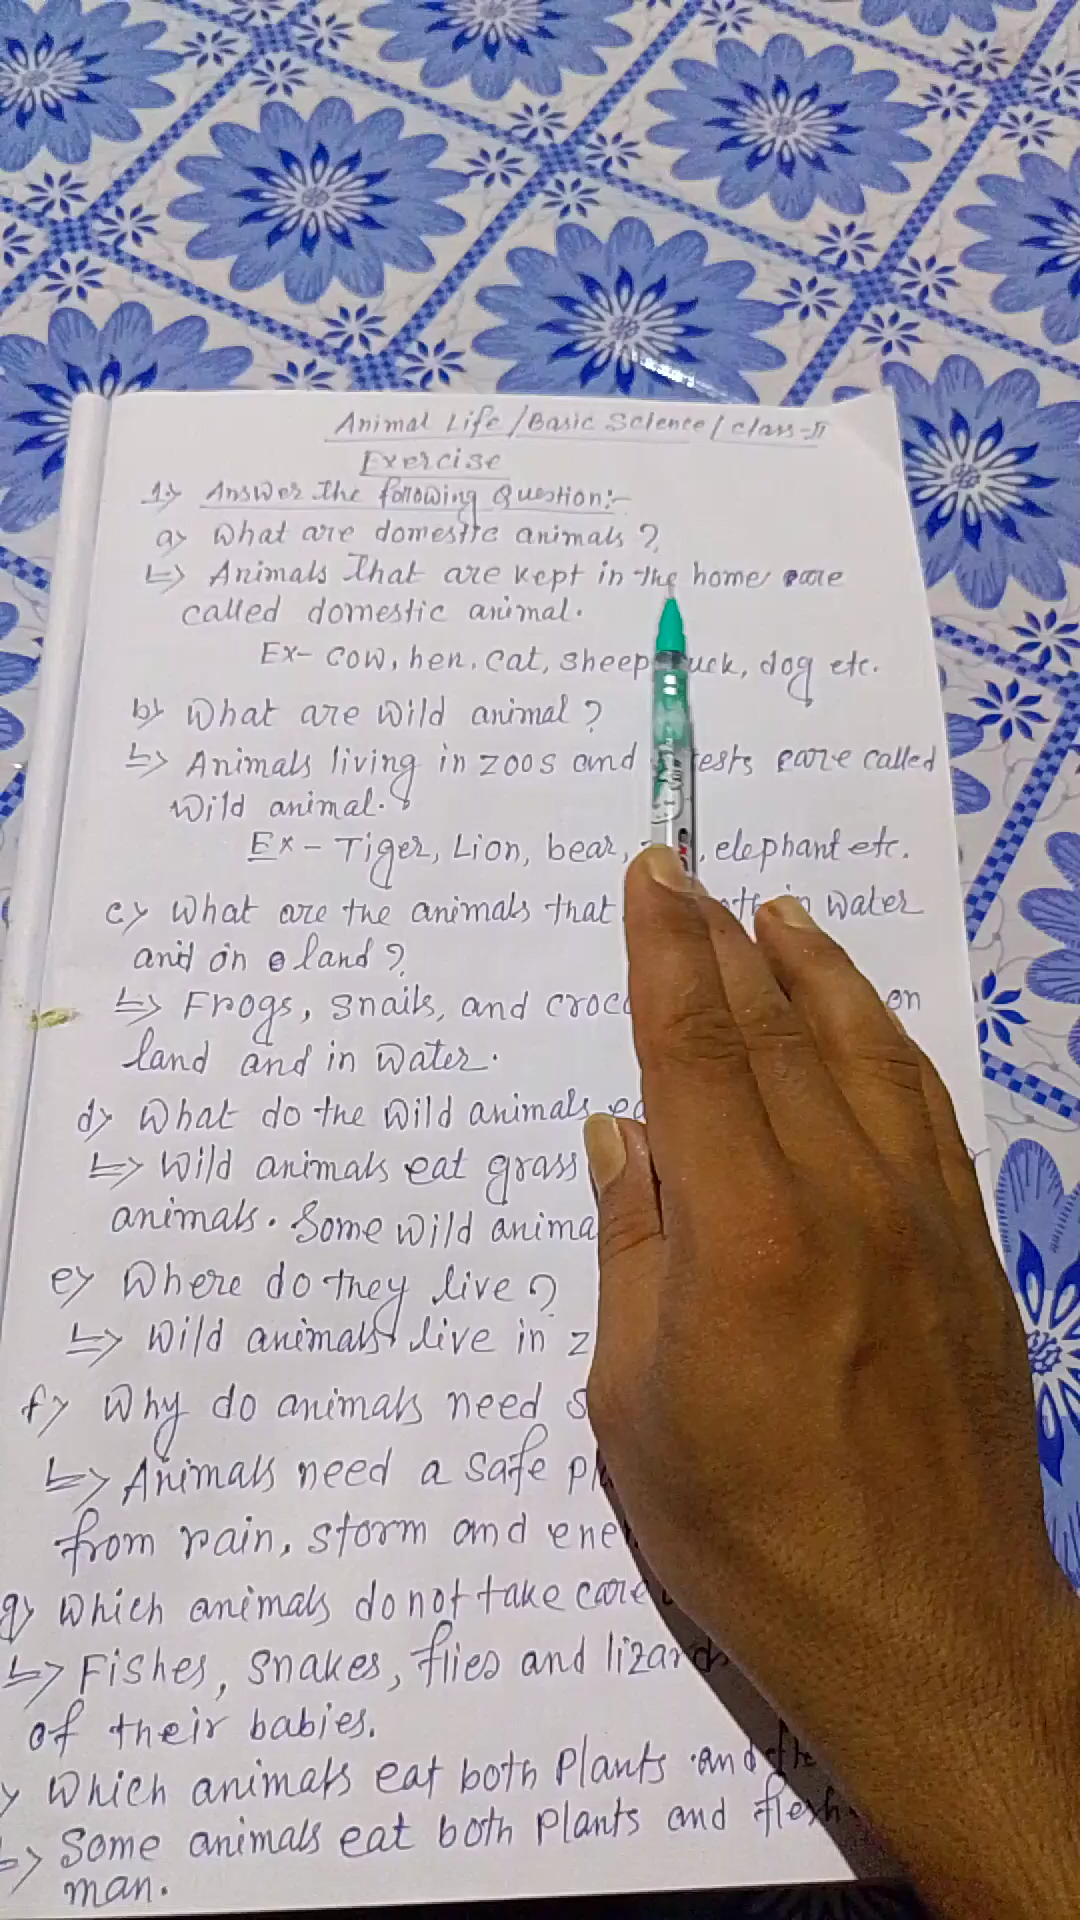 Animal Life/Basic Science/class-II
Exercise
1) Answer the following Question:-
a) What are domestic animals?
↳ Animals that are kept in the home are
called domestic animal.
Ex- cow, hen, cat, sheep uck, dog etc.
b) What are wild animal?
↳ Animals living in zoos and ests are called
wild animal.
Ex- Tiger, Lion, bear, , elephant etc.
c) What are the animals that in water
and on land?
↳ Frogs, snails, and croco on
land and in water.
d) What do the wild animals ea
↳ Wild animals eat grass
animals. Some wild anima
e) Where do they live?
↳ Wild animals live in z
f) Why do animals need s
↳ Animals need a safe pla
from rain, storm and ene
g) Which animals do not take care
↳ Fishes, snakes, flies and lizards
of their babies.
) Which animals eat both plants and fle
↳ Some animals eat both plants and flesh.
man.